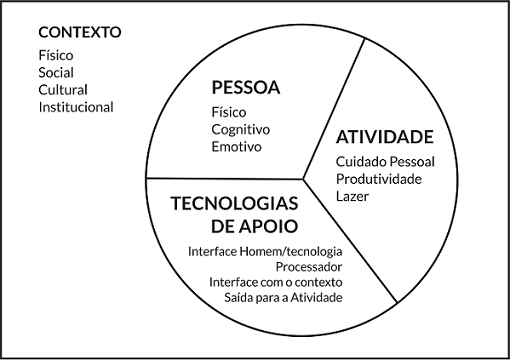 CONTEXTO
Físico
Social
Cultural
Institucional
PESSOA
Físico
Cognitivo
Emotivo
ATIVIDADE
Cuidado Pessoal
Produtividade
Lazer
TECNOLOGIAS
DE APOIO
Interface Homem/tecnologia
Processador
Interface com o contexto
Saída para a Atividade